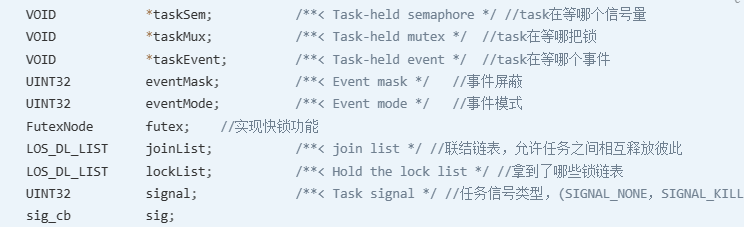 VOID *taskSem; /**< Task-held semaphore */ //task在等哪个信号量
VOID *taskMux; /**< Task-held mutex */ //task在等哪把锁
VOID *taskEvent; /**< Task-held event */ //task在等哪个事件
UINT32 eventMask; /**< Event mask */ //事件屏蔽
UINT32 eventMode; /**< Event mode */ //事件模式
FutexNode futex; //实现快锁功能
LOS_DL_LIST joinList; /**< join list */ //联结链表，允许任务之间相互释放彼此
LOS_DL_LIST lockList; /**< Hold the lock list */ //拿到了哪些锁链表
UINT32 signal; /**< Task signal */ //任务信号类型，(SIGNAL_NONE，SIGNAL_KILL
sig_cb sig;